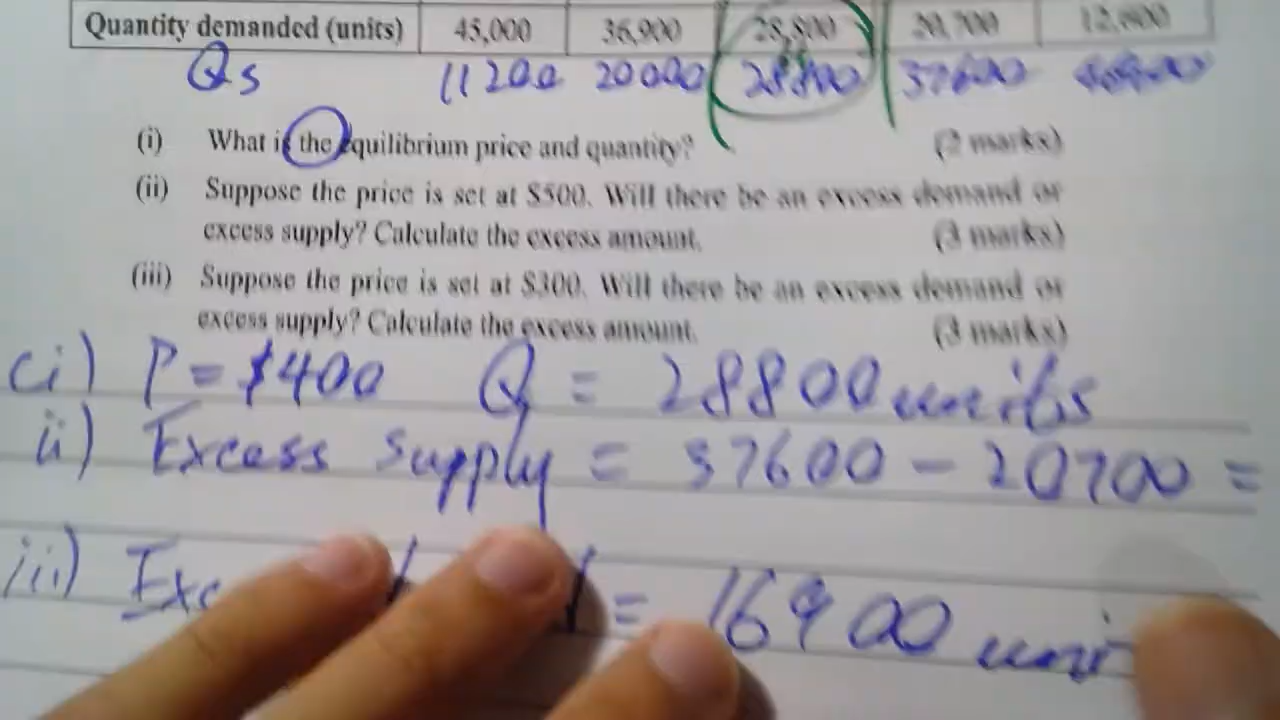 Quantity demanded (units) 45,000 36,900 28,800 20,700 12,600
Qs 11200 20000 28800 37600
(i) What is the equilibrium price and quantity? (2 marks)
(ii) Suppose the price is set at $500. Will there be an excess demand or
excess supply? Calculate the excess amount. (3 marks)
(iii) Suppose the price is set at $300. Will there be an excess demand or
excess supply? Calculate the excess amount. (3 marks)
ci) P = $400 Q = 28800 units
ii) Excess supply = 37600 - 20700 =
iii) = 16900